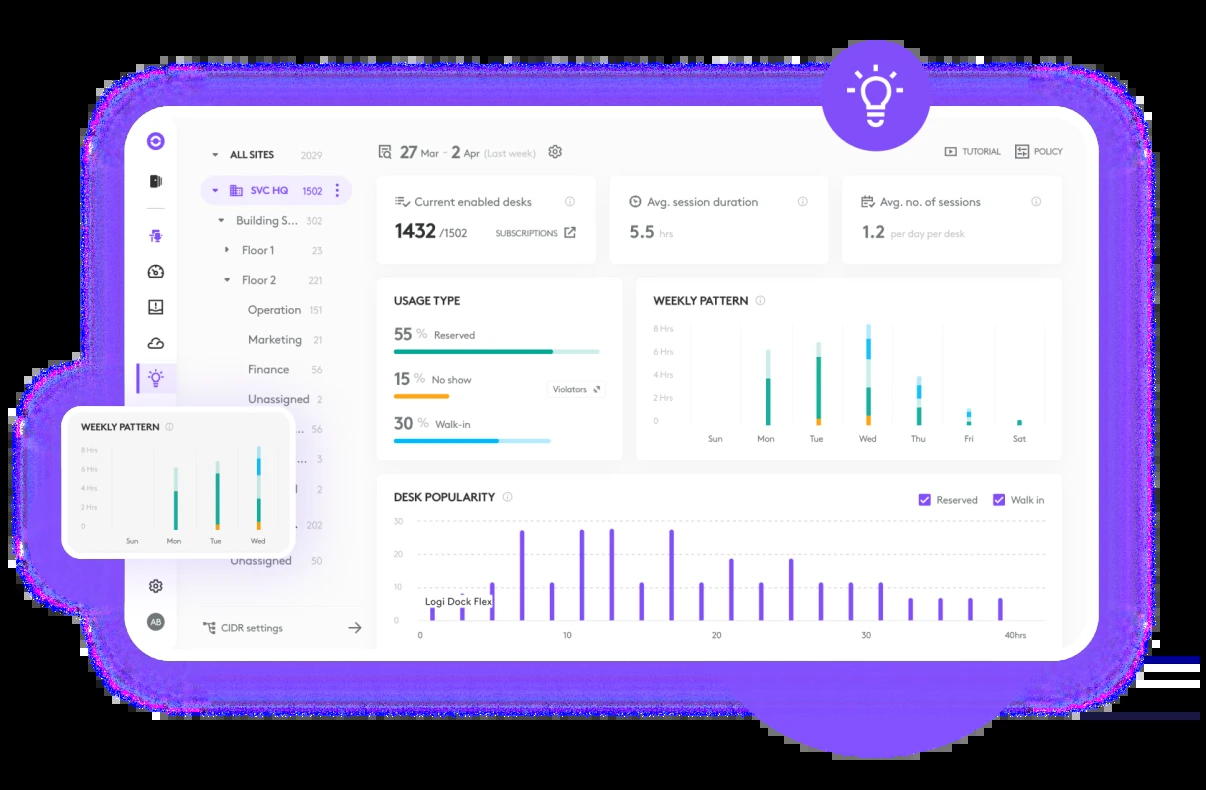 ALL SITES 2029
SVC HQ 1502
Building S... 302
Floor 1 23
Floor 2 221
Operation 151
Marketing 21
Finance 56
Unassigned 2
... 56
... 3
2
202
Unassigned 50
CIDR settings
AB
27 Mar - 2 Apr (Last week)
TUTORIAL
POLICY
Current enabled desks
1432 /1502 SUBSCRIPTIONS
Avg. session duration
5.5 hrs
Avg. no. of sessions
1.2 per day per desk
USAGE TYPE
55 % Reserved
15 % No show
Violators
30 % Walk-in
WEEKLY PATTERN
8 Hrs
6 Hrs
4 Hrs
2 Hrs
0
Sun Mon Tue Wed Thu Fri Sat
WEEKLY PATTERN
8 Hrs
6 Hrs
4 Hrs
2 Hrs
0
Sun Mon Tue Wed
DESK POPULARITY
Reserved Walk in
30
20
10
Logi Dock Flex
0
0 10 20 30 40hrs